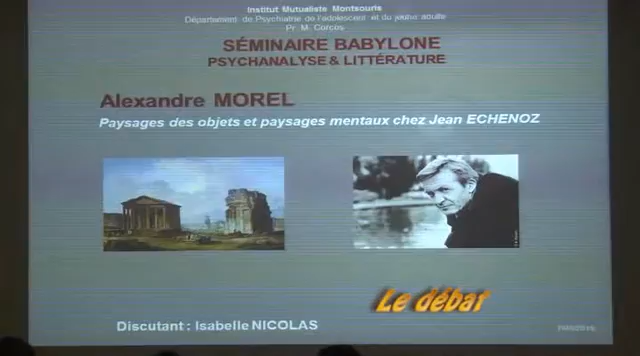 Institut Mutualiste Montsouris
Département de Psychiatrie de l'adolescent et du jeune adulte
Pr. M. Corcos
SÉMINAIRE BABYLONE
PSYCHANALYSE & LITTÉRATURE
Alexandre MOREL
Paysages des objets et paysages mentaux chez Jean ECHENOZ
Le débat
Discutant : Isabelle NICOLAS